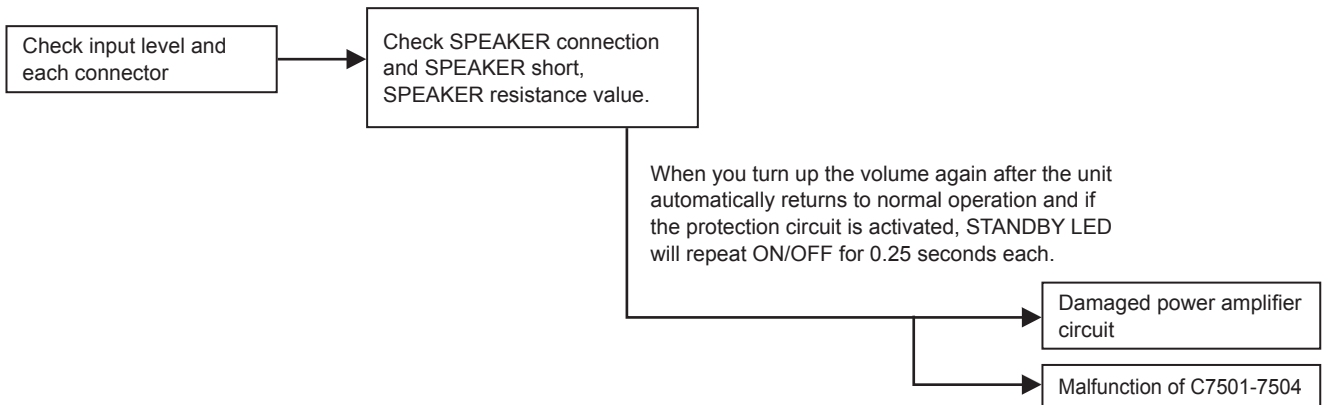 Check input level and
each connector
Check SPEAKER connection
and SPEAKER short,
SPEAKER resistance value.
When you turn up the volume again after the unit
automatically returns to normal operation and if
the protection circuit is activated, STANDBY LED
will repeat ON/OFF for 0.25 seconds each.
Damaged power amplifier
circuit
Malfunction of C7501-7504